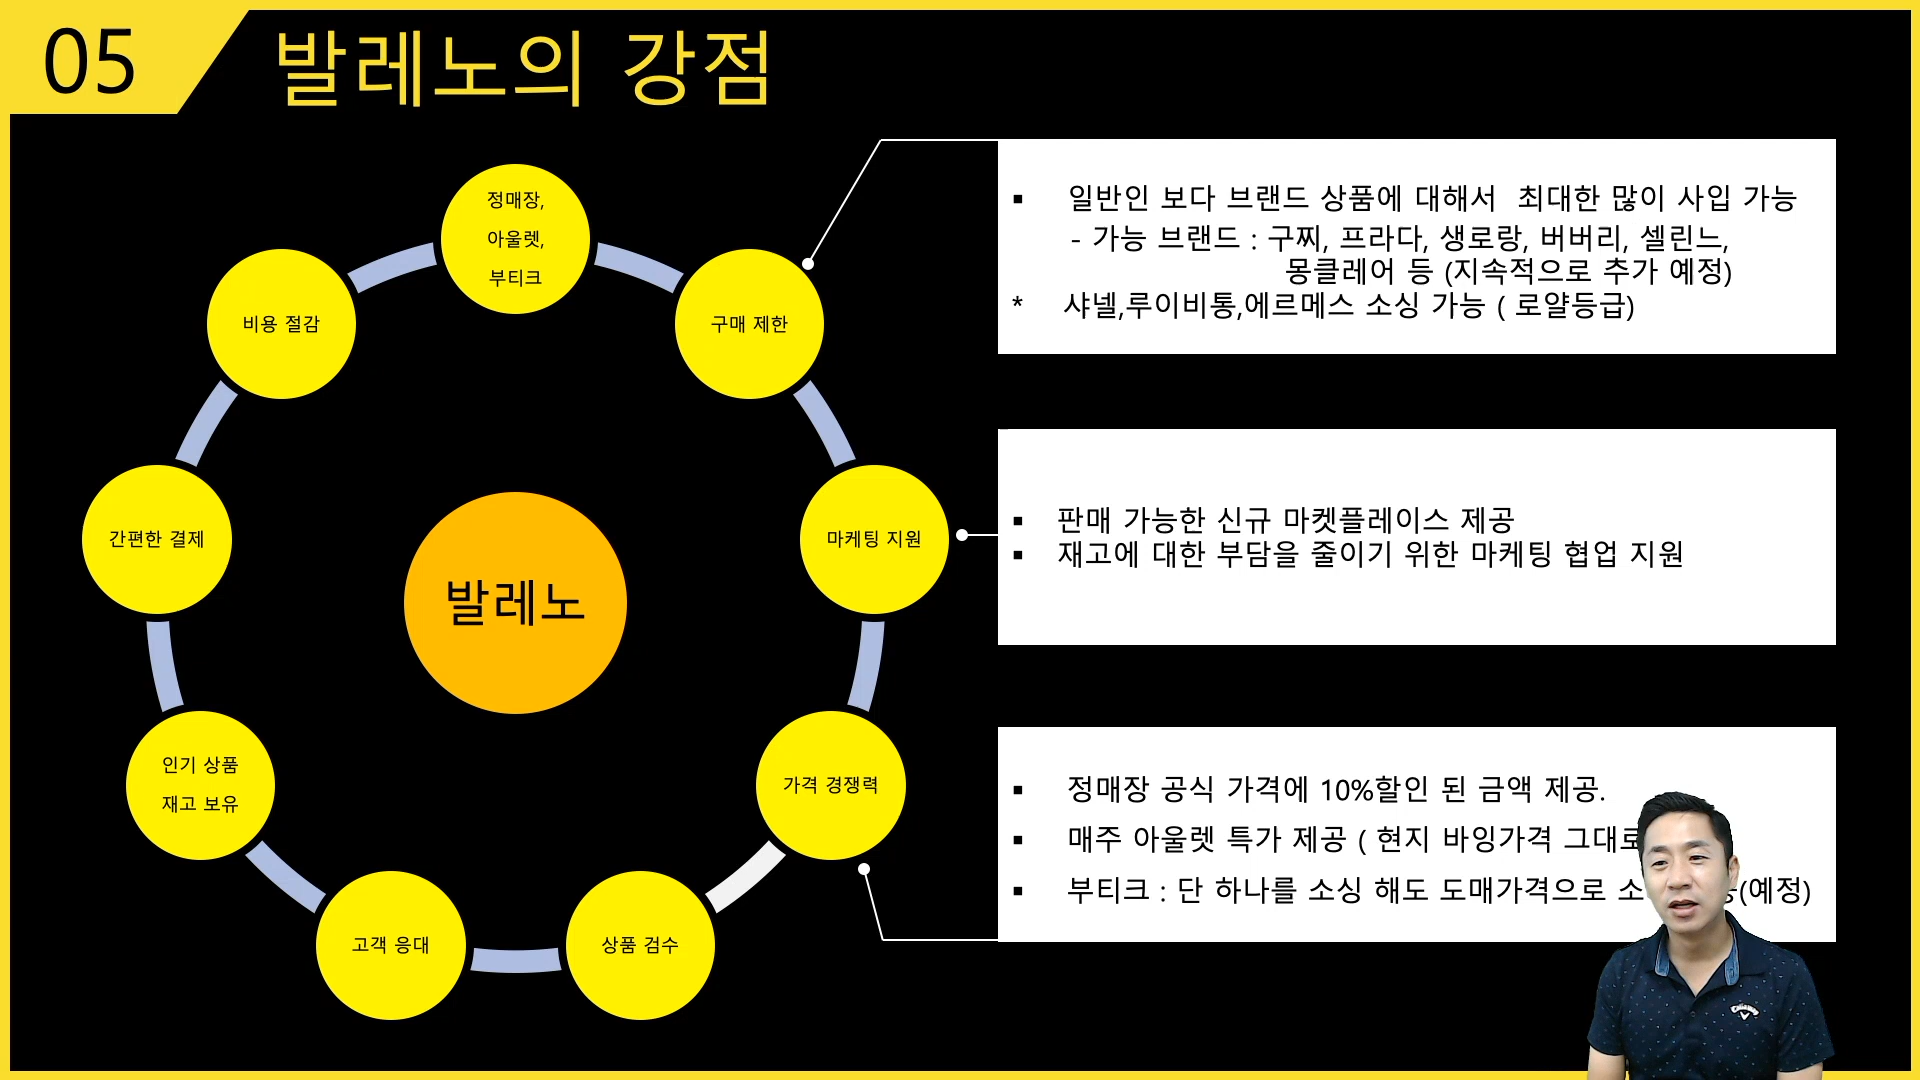 05
발레노의 강점
정매장,
아울렛,
부티크
구매 제한
마케팅 지원
가격 경쟁력
상품 검수
고객 응대
인기 상품
재고 보유
간편한 결제
비용 절감
발레노
▪ 일반인 보다 브랜드 상품에 대해서 최대한 많이 사입 가능
- 가능 브랜드 : 구찌, 프라다, 생로랑, 버버리, 셀린느,
몽클레어 등 (지속적으로 추가 예정)
* 샤넬,루이비통,에르메스 소싱 가능 ( 로얄등급)
▪ 판매 가능한 신규 마켓플레이스 제공
▪ 재고에 대한 부담을 줄이기 위한 마케팅 협업 지원
▪ 정매장 공식 가격에 10%할인 된 금액 제공.
▪ 매주 아울렛 특가 제공 ( 현지 바잉가격 그대로
▪ 부티크 : 단 하나를 소싱 해도 도매가격으로 (예정)
Callaway